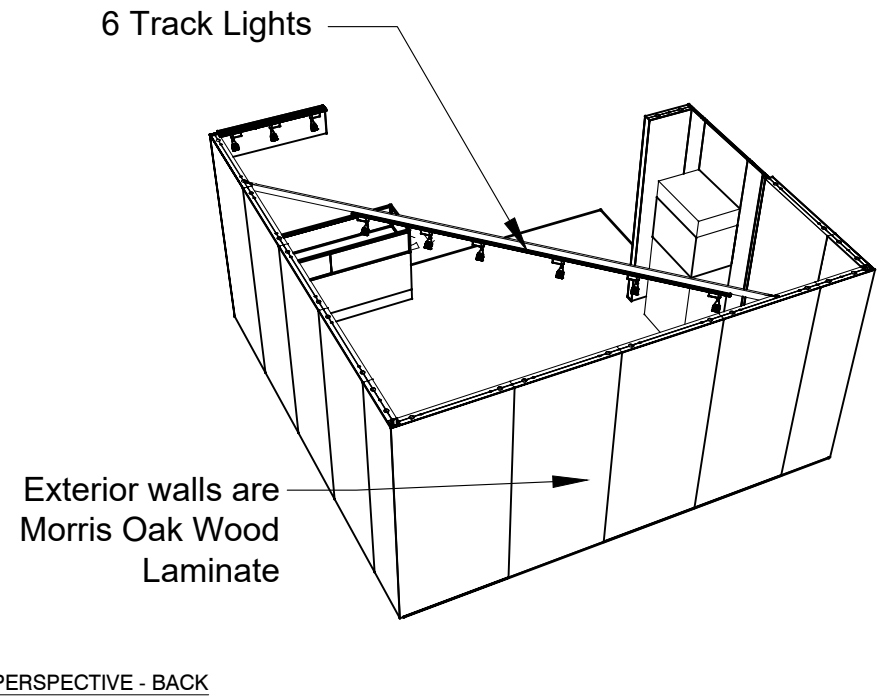 6 Track Lights
Exterior walls are
Morris Oak Wood
Laminate
PERSPECTIVE - BACK